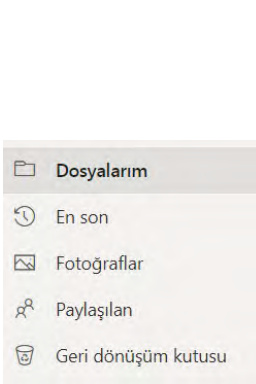 Dosyalarım
En son
Fotoğraflar
Paylaşılan
Geri dönüşüm kutusu